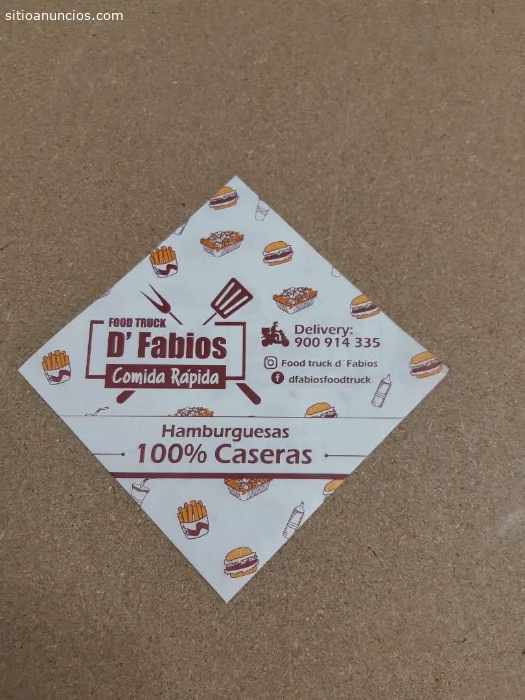 sitioanuncios.com
FOOD TRUCK
D' Fabios
Comida Rápida
Delivery:
900 914 335
Food truck d´Fabios
dfabiosfoodtruck
Hamburguesas
100% Caseras